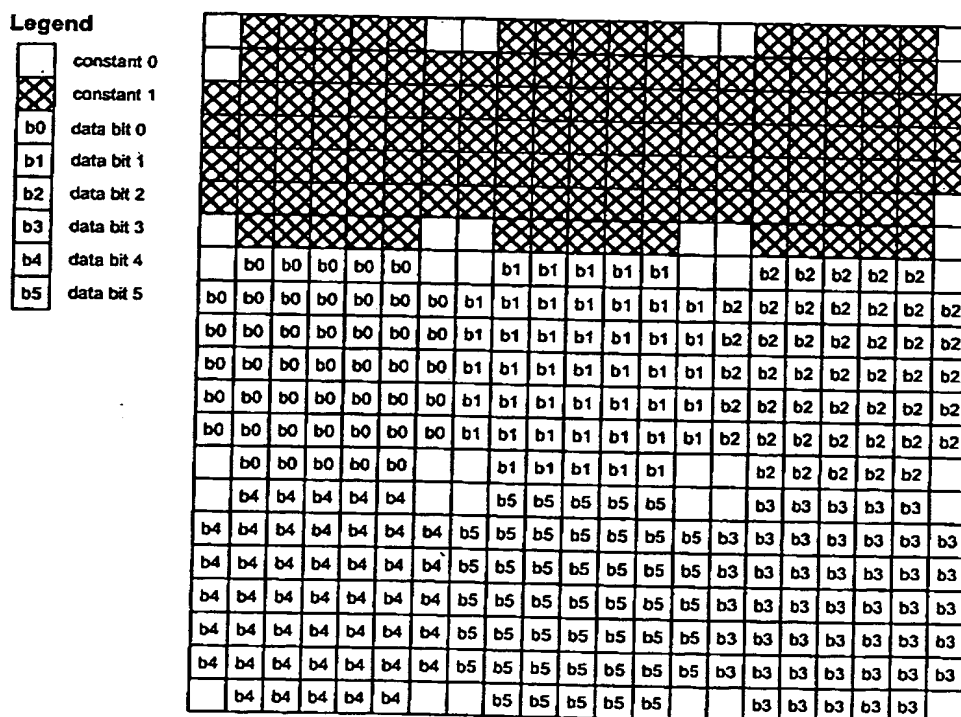 Legend
constant 0
constant 1
b0 data bit 0
b1 data bit 1
b2 data bit 2
b3 data bit 3
b4 data bit 4
b5 data bit 5
b0 b0 b0 b0 b0 b1 b1 b1 b1 b1 b2 b2 b2 b2 b2
b0 b0 b0 b0 b0 b0 b0 b1 b1 b1 b1 b1 b1 b1 b2 b2 b2 b2 b2 b2 b2
b0 b0 b0 b0 b0 b0 b0 b1 b1 b1 b1 b1 b1 b1 b2 b2 b2 b2 b2 b2 b2
b0 b0 b0 b0 b0 b0 b0 b1 b1 b1 b1 b1 b1 b1 b2 b2 b2 b2 b2 b2 b2
b0 b0 b0 b0 b0 b0 b0 b1 b1 b1 b1 b1 b1 b1 b2 b2 b2 b2 b2 b2 b2
b0 b0 b0 b0 b0 b0 b0 b1 b1 b1 b1 b1 b1 b1 b2 b2 b2 b2 b2 b2 b2
b0 b0 b0 b0 b0 b1 b1 b1 b1 b1 b2 b2 b2 b2 b2
b4 b4 b4 b4 b4 b5 b5 b5 b5 b5 b3 b3 b3 b3 b3
b4 b4 b4 b4 b4 b4 b4 b5 b5 b5 b5 b5 b5 b5 b3 b3 b3 b3 b3 b3 b3
b4 b4 b4 b4 b4 b4 b4 b5 b5 b5 b5 b5 b5 b5 b3 b3 b3 b3 b3 b3 b3
b4 b4 b4 b4 b4 b4 b4 b5 b5 b5 b5 b5 b5 b5 b3 b3 b3 b3 b3 b3 b3
b4 b4 b4 b4 b4 b4 b4 b5 b5 b5 b5 b5 b5 b5 b3 b3 b3 b3 b3 b3 b3
b4 b4 b4 b4 b4 b4 b4 b5 b5 b5 b5 b5 b5 b5 b3 b3 b3 b3 b3 b3 b3
b4 b4 b4 b4 b4 b5 b5 b5 b5 b5 b3 b3 b3 b3 b3